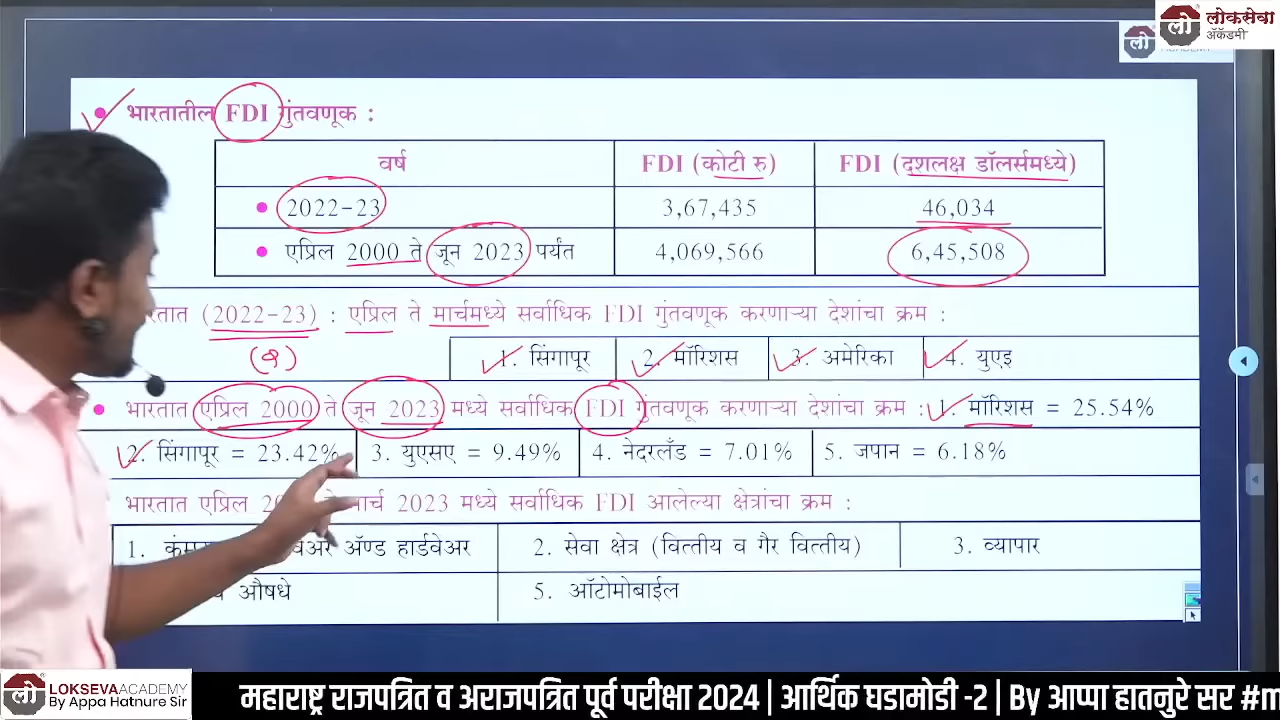 लोकसेवा
अ‍ॅकॅडमी
भारतातील FDI गुंतवणूक :
वर्ष FDI (कोटी रु) FDI (दशलक्ष डॉलर्समध्ये)
2022-23 3,67,435 46,034
एप्रिल 2000 ते जून 2023 पर्यंत 4,069,566 6,45,508
(2022-23) : एप्रिल ते मार्चमध्ये सर्वाधिक FDI गुंतवणूक करणाऱ्या देशांचा क्रम :
1. सिंगापूर 2. मॉरिशस 3. अमेरिका 4. युएइ
भारतात एप्रिल 2000 ते जून 2023 मध्ये सर्वाधिक FDI गुंतवणूक करणाऱ्या देशांचा क्रम : 1. मॉरिशस = 25.54%
2. सिंगापूर = 23.42% 3. युएसए = 9.49% 4. नेदरलँड = 7.01% 5. जपान = 6.18%
भारतात एप्रिल मार्च 2023 मध्ये सर्वाधिक FDI आलेल्या क्षेत्रांचा क्रम :
1. अ‍ॅण्ड हार्डवेअर 2. सेवा क्षेत्र (वित्तीय व गैर वित्तीय) 3. व्यापार
औषधे 5. ऑटोमोबाईल
लो LOKSEVA ACADEMY
By Appa Hatnure Sir
महाराष्ट्र राजपत्रित व अराजपत्रित पूर्व परीक्षा 2024 | आर्थिक घडामोडी -2 | By आप्पा हातनुरे सर #m